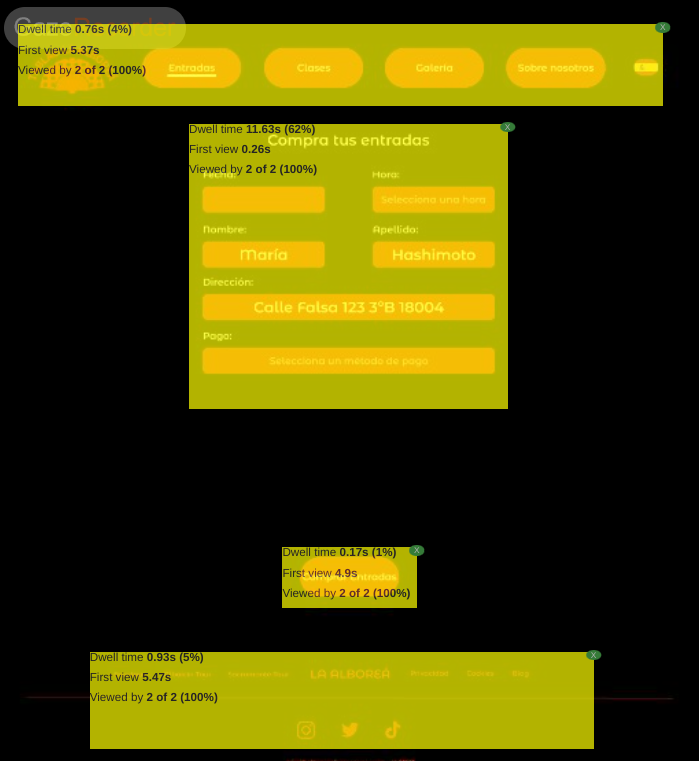 Dwell time 0.76s (4%)
First view 5.37s
Viewed by 2 of 2 (100%)
X
Entradas
Clases
Galería
Sobre nosotros
Dwell time 11.63s (62%)
First view 0.26s
Viewed by 2 of 2 (100%)
X
Compra tus entradas
Fecha:
Hora:
Selecciona una hora
Nombre:
Apellido:
María
Hashimoto
Dirección:
Calle Falsa 123 3ºB 18004
Pago:
Selecciona un método de pago
Dwell time 0.17s (1%)
First view 4.9s
Viewed by 2 of 2 (100%)
X
entradas
Dwell time 0.93s (5%)
First view 5.47s
Viewed by 2 of 2 (100%)
X
LA ALBOREÁ
Privacidad
Cookies
Blog